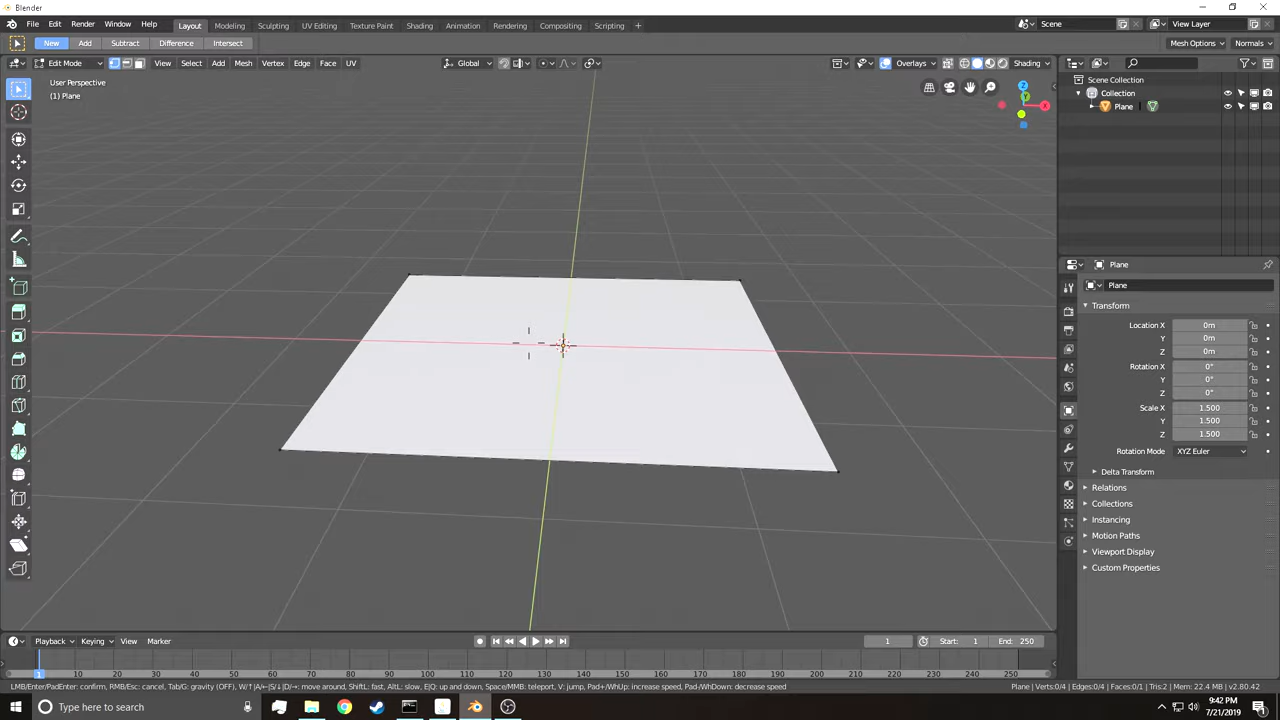 Blender
File Edit Render Window Help Layout Modeling Sculpting UV Editing Texture Paint Shading Animation Rendering Compositing Scripting + Scene View Layer
New Add Subtract Difference Intersect Mesh Options Normals
Edit Mode View Select Add Mesh Vertex Edge Face UV Global Overlays Shading
User Perspective
(1) Plane
X
Y
Z
Scene Collection
Collection
Plane
Plane
Plane
Transform
Location X 0m
Y 0m
Z 0m
Rotation X 0°
Y 0°
Z 0°
Scale X 1.500
Y 1.500
Z 1.500
Rotation Mode XYZ Euler
Delta Transform
Relations
Collections
Instancing
Motion Paths
Viewport Display
Custom Properties
Playback Keying View Marker 1 Start: 1 End: 250
1 10 20 30 40 50 60 70 80 90 100 110 120 130 140 150 160 170 180 190 200 210 220 230 240 250
LMB/Enter/PadEnter: confirm, RMB/Esc: cancel, Tab/G: gravity (OFF), W/↑|A/←|S/↓|D/→: move around, ShiftL: fast, AltL: slow, E|Q: up and down, Space/MMB: teleport, V: jump, Pad+/WhUp: increase speed, Pad-/WhDown: decrease speed Plane | Verts:0/4 | Edges:0/4 | Faces:0/1 | Tris:2 | Mem: 22.4 MB | v2.80.42
Type here to search
9:42 PM
7/21/2019